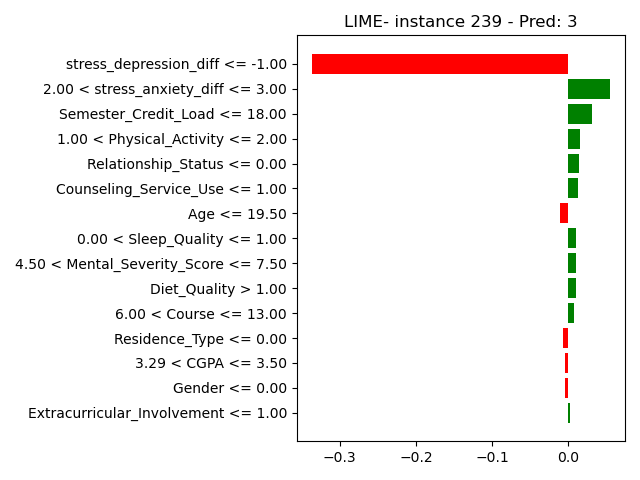 LIME- instance 239 - Pred: 3
stress_depression_diff <= -1.00
2.00 < stress_anxiety_diff <= 3.00
Semester_Credit_Load <= 18.00
1.00 < Physical_Activity <= 2.00
Relationship_Status <= 0.00
Counseling_Service_Use <= 1.00
Age <= 19.50
0.00 < Sleep_Quality <= 1.00
4.50 < Mental_Severity_Score <= 7.50
Diet_Quality > 1.00
6.00 < Course <= 13.00
Residence_Type <= 0.00
3.29 < CGPA <= 3.50
Gender <= 0.00
Extracurricular_Involvement <= 1.00
−0.3 −0.2 −0.1 0.0